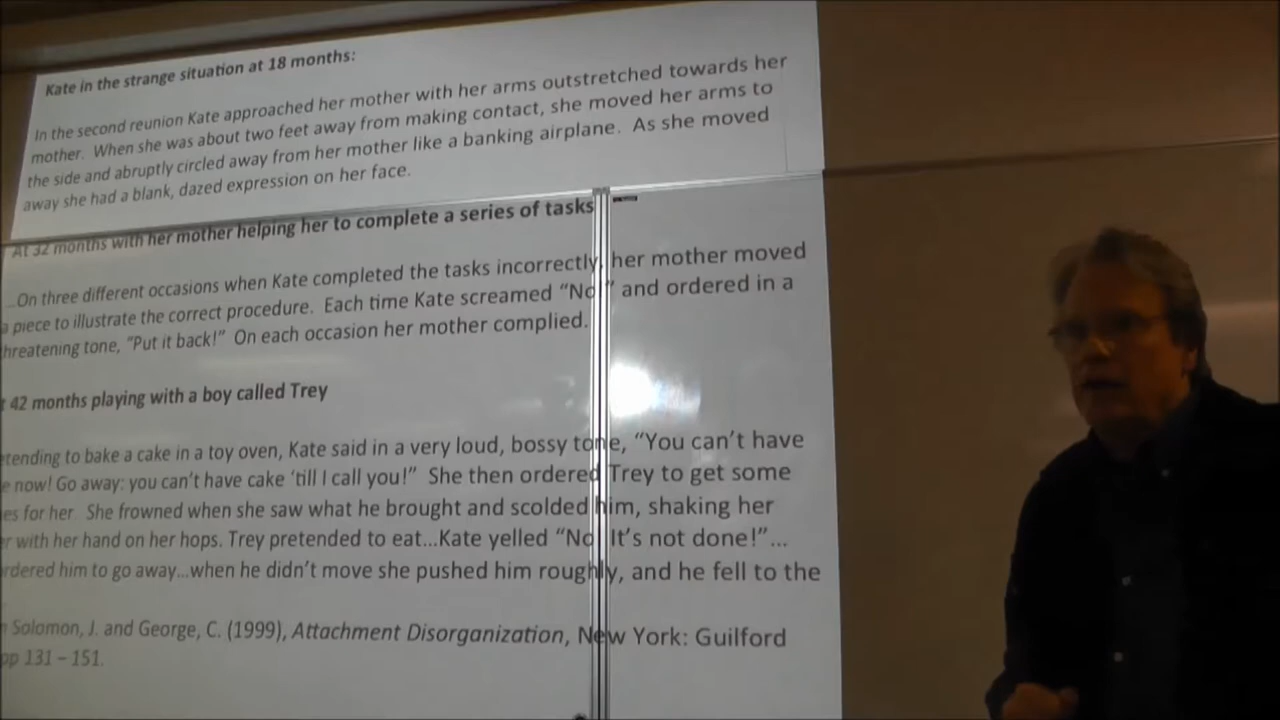 Kate in the strange situation at 18 months:
In the second reunion Kate approached her mother with her arms outstretched towards her
mother. When she was about two feet away from making contact, she moved her arms to
the side and abruptly circled away from her mother like a banking airplane. As she moved
away she had a blank, dazed expression on her face.
At 32 months with her mother helping her to complete a series of tasks
...On three different occasions when Kate completed the tasks incorrectly, her mother moved
a piece to illustrate the correct procedure. Each time Kate screamed “No!” and ordered in a
hreatening tone, “Put it back!” On each occasion her mother complied.
t 42 months playing with a boy called Trey
etending to bake a cake in a toy oven, Kate said in a very loud, bossy tone, “You can’t have
e now! Go away: you can’t have cake ‘till I call you!” She then ordered Trey to get some
es for her. She frowned when she saw what he brought and scolded him, shaking her
er with her hand on her hops. Trey pretended to eat...Kate yelled “No! It’s not done!”...
rdered him to go away...when he didn’t move she pushed him roughly, and he fell to the
n Solomon, J. and George, C. (1999), Attachment Disorganization, New York: Guilford
pp 131 – 151.